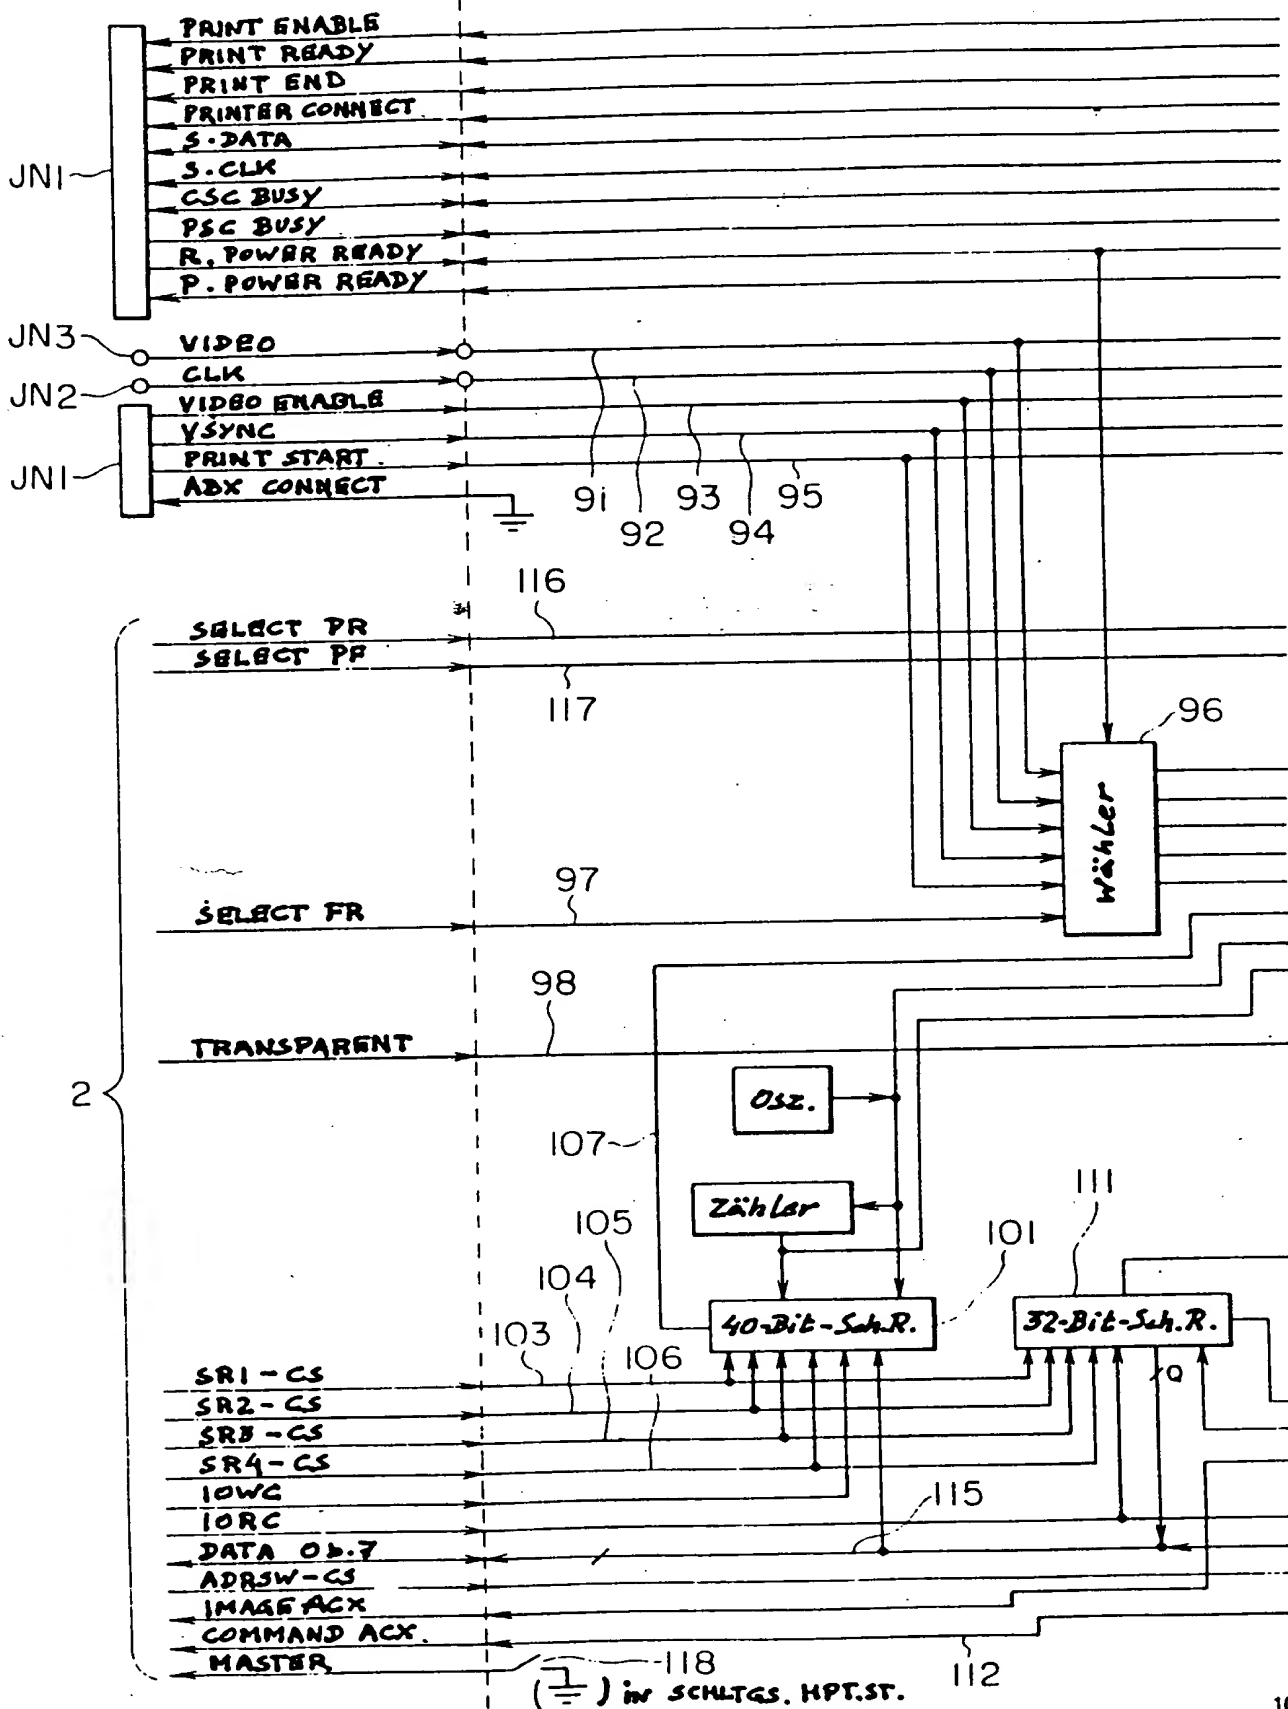 PRINT ENABLE
PRINT READY
PRINT END
PRINTER CONNECT
S.DATA
JN1
S.CLK
CSC BUSY
PSC BUSY
R. POWER READY
P. POWER READY
JN3
VIDEO
JN2
CLK
VIDEO ENABLE
VSYNC
JN1
PRINT START.
ABX CONNECT
91
93
95
92
94
116
SELECT PR
SELECT PF
117
96
Wähler
97
SELECT FR
98
TRANSPARENT
2
Osz.
107
Zähler
111
105
101
104
40-Bit-Sch.R.
32-Bit-Sch.R.
103
106
SR1-CS
Q
SR2-CS
SR3-CS
SR4-CS
IOWC
115
IORC
DATA 0b.7
ADRSW-CS
IMAGE ACX
COMMAND ACX.
MASTER
118
112
( ) in SCHLTGS. HPT.ST.